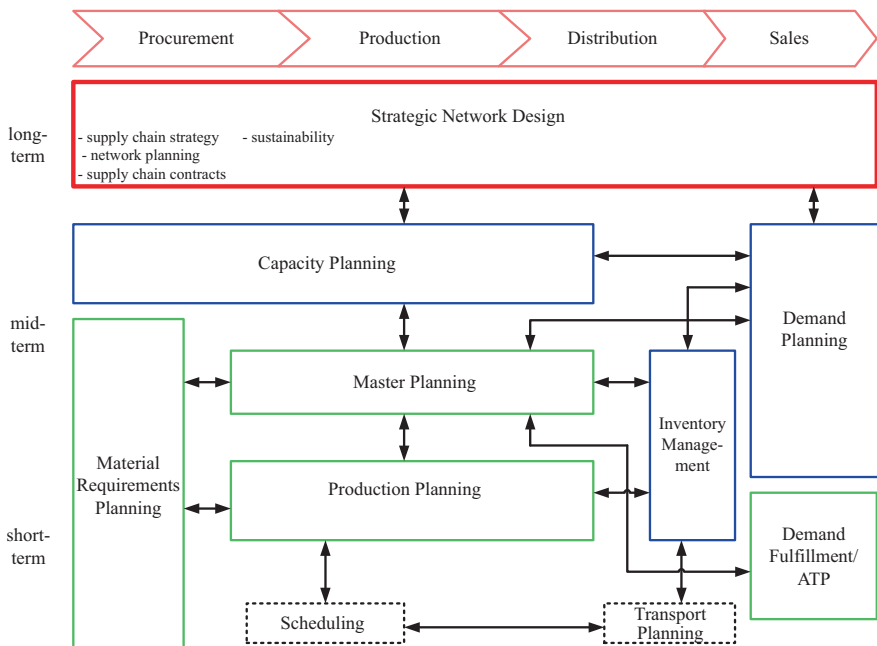 Procurement
Production
Distribution
Sales
long-
term
Strategic Network Design
- supply chain strategy - sustainability
- network planning
- supply chain contracts
Capacity Planning
mid-
term
Demand
Planning
Master Planning
Inventory
Manage-
ment
Material
Requirements
Planning
Production Planning
short-
term
Demand
Fulfillment/
ATP
Scheduling
Transport
Planning